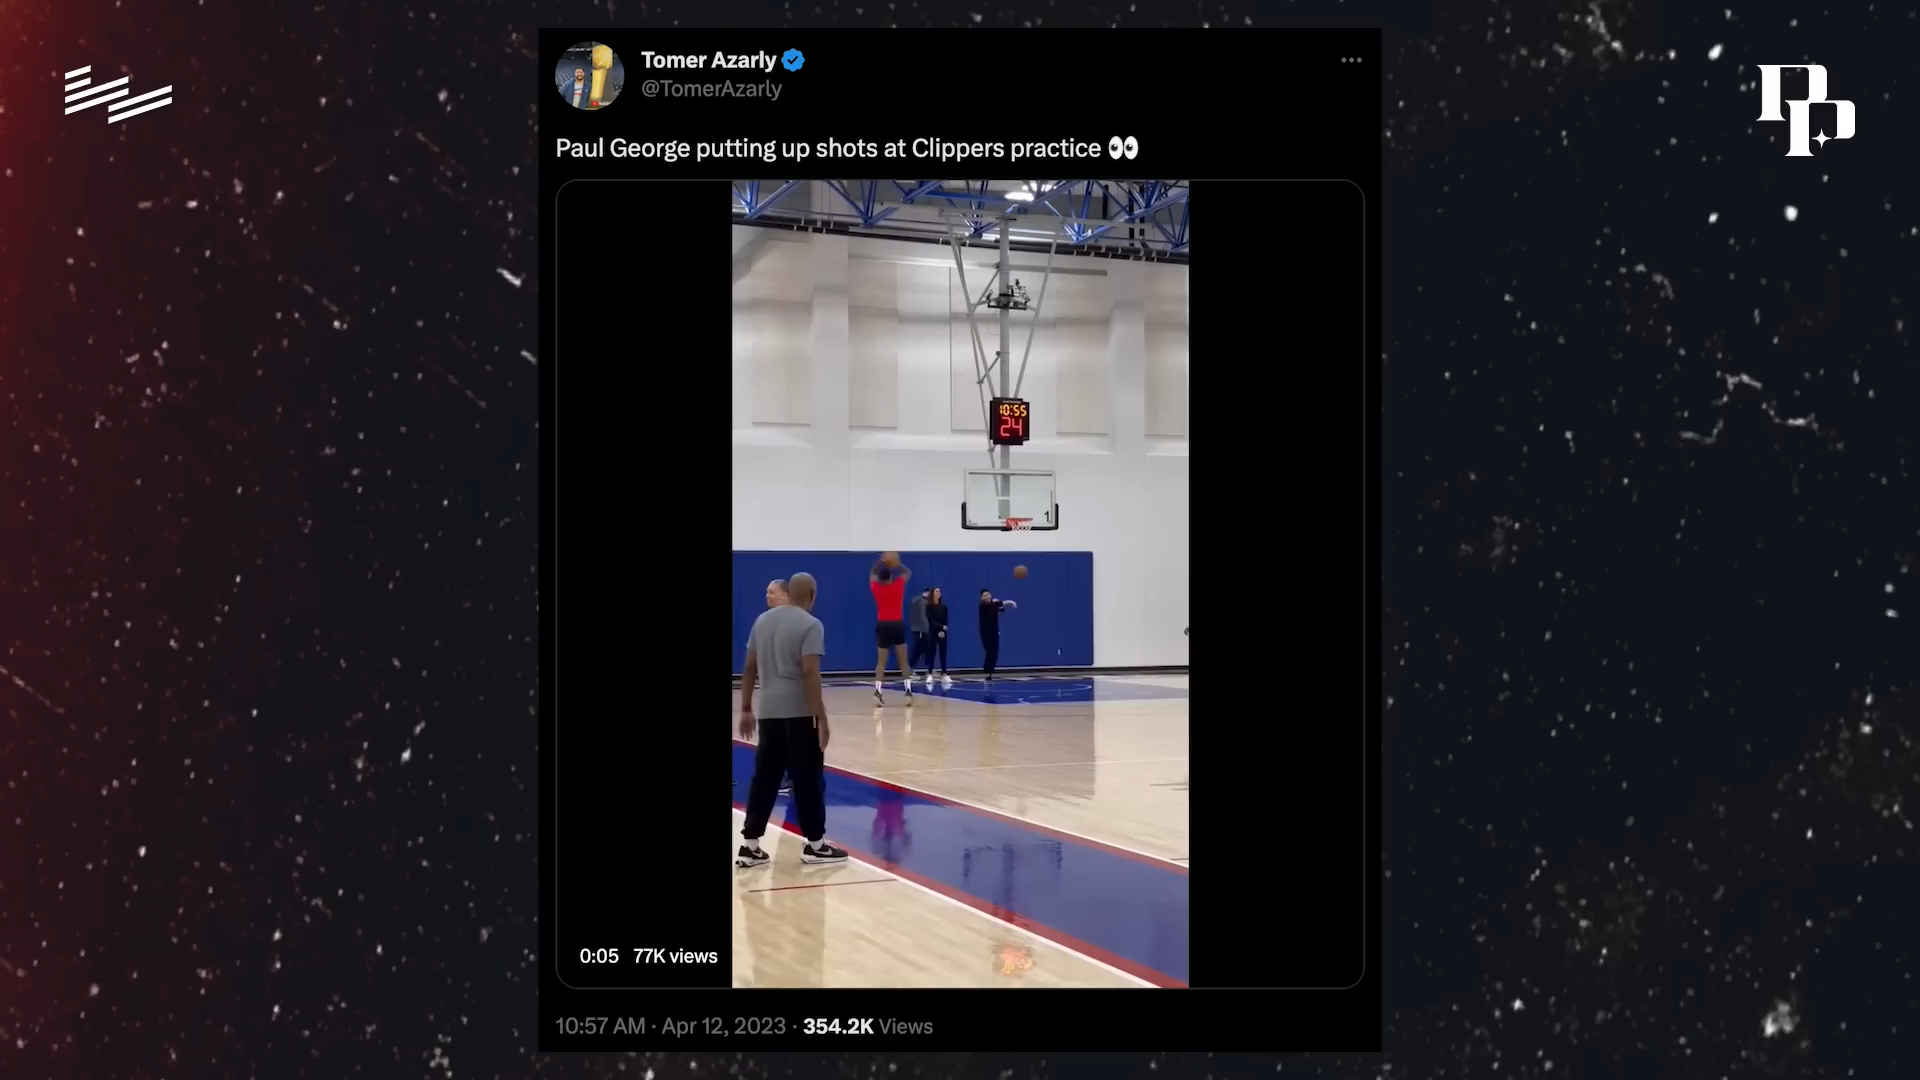 Tomer Azarly
@TomerAzarly
Paul George putting up shots at Clippers practice 👀
10:55
24
1
0:05 77K views
10:57 AM · Apr 12, 2023 · 354.2K Views